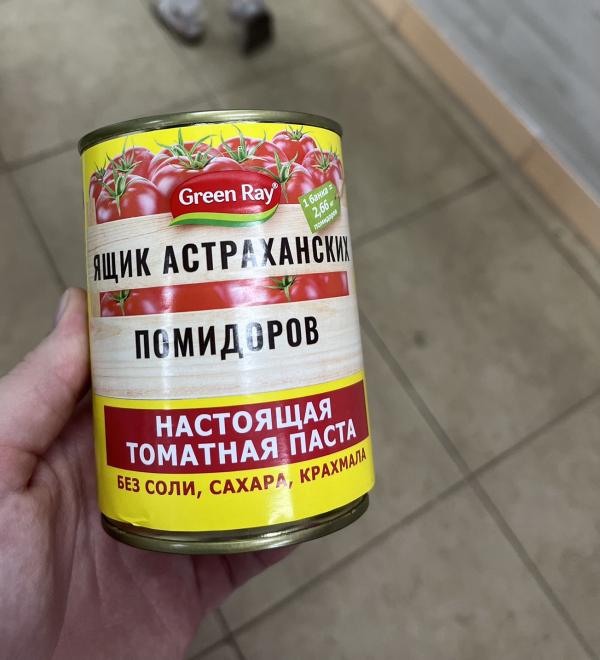 Green Ray®
1 банка =
2,66 кг
помидоров
ЯЩИК АСТРАХАНСКИХ
ПОМИДОРОВ
НАСТОЯЩАЯ
ТОМАТНАЯ ПАСТА
БЕЗ СОЛИ, САХАРА, КРАХМАЛА